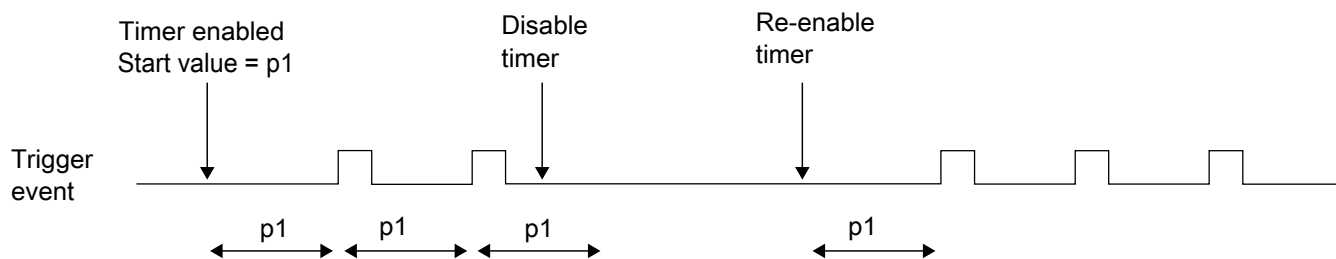 Timer enabled
Start value = p1
Disable
timer
Re-enable
timer
Trigger
event
p1
p1
p1
p1